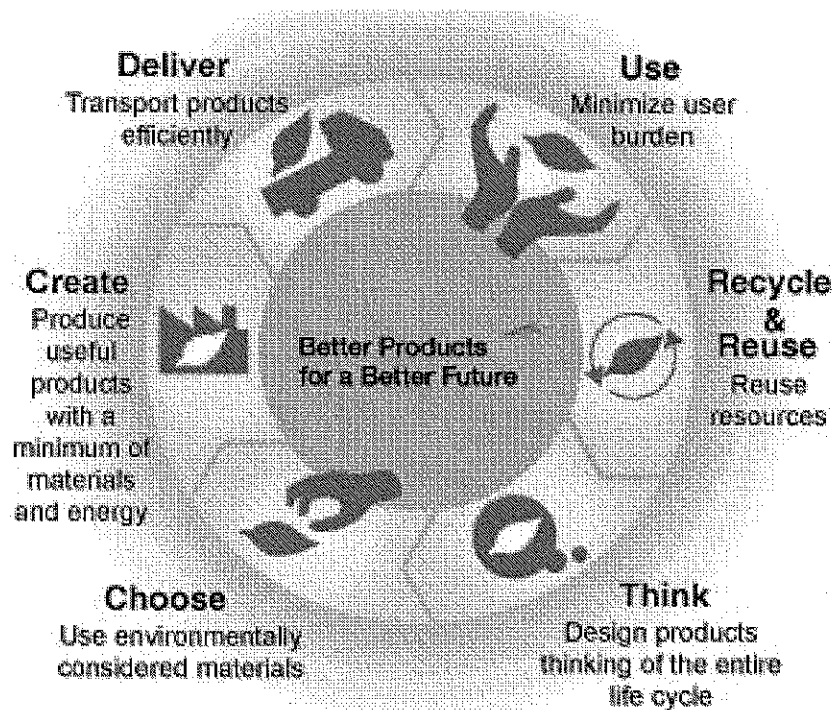 Deliver
Transport products
efficiently
Use
Minimize user
burden
Create
Produce
useful
products
with a
minimum of
materials
and energy
Better Products
for a Better Future
Recycle
&
Reuse
Reuse
resources
Choose
Use environmentally
considered materials
Think
Design products
thinking of the entire
life cycle